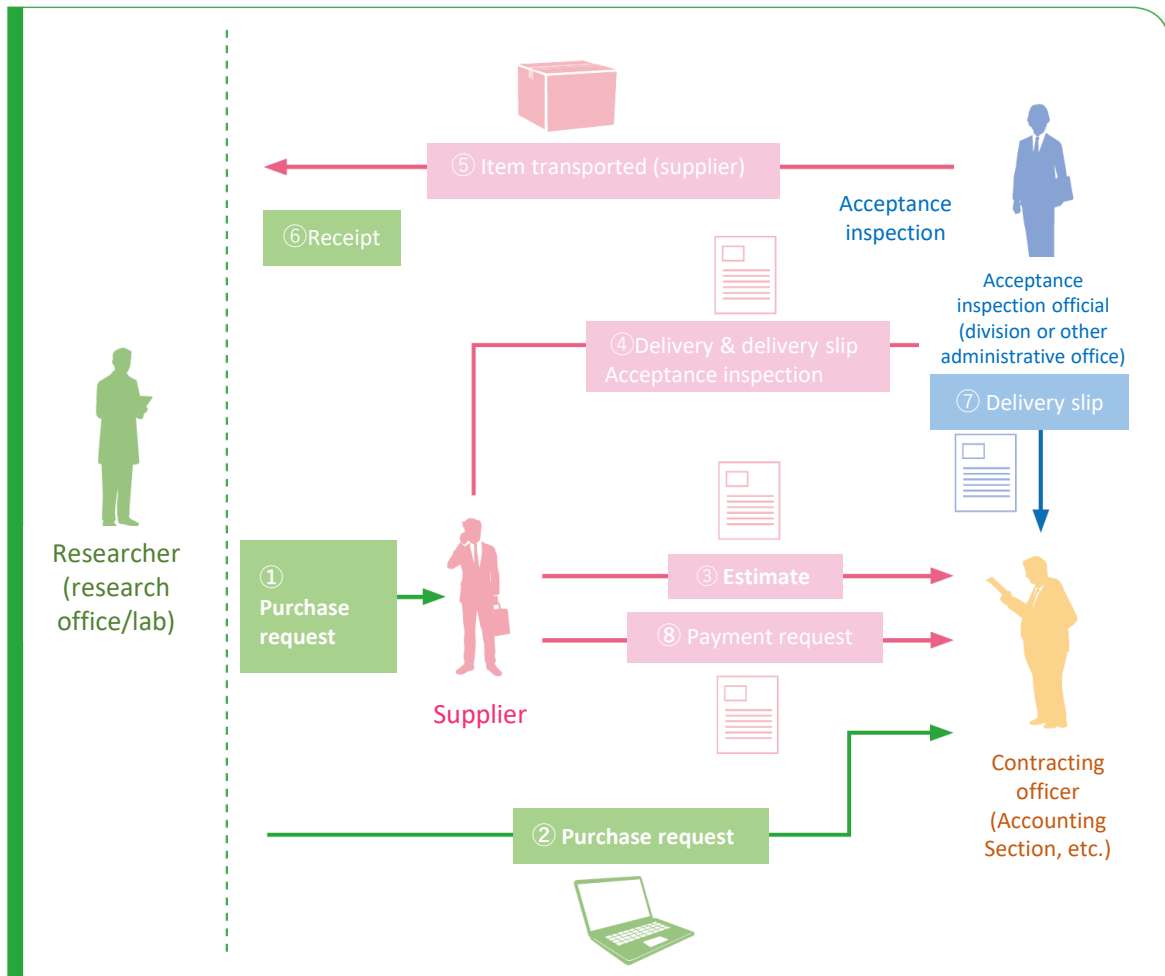 ⑤ Item transported (supplier)
Acceptance
inspection
⑥Receipt
Acceptance
inspection official
(division or other
administrative office)
④Delivery & delivery slip
Acceptance inspection
⑦ Delivery slip
Researcher
(research
office/lab)
①
Purchase
request
③ Estimate
⑧ Payment request
Supplier
Contracting
officer
(Accounting
Section, etc.)
② Purchase request